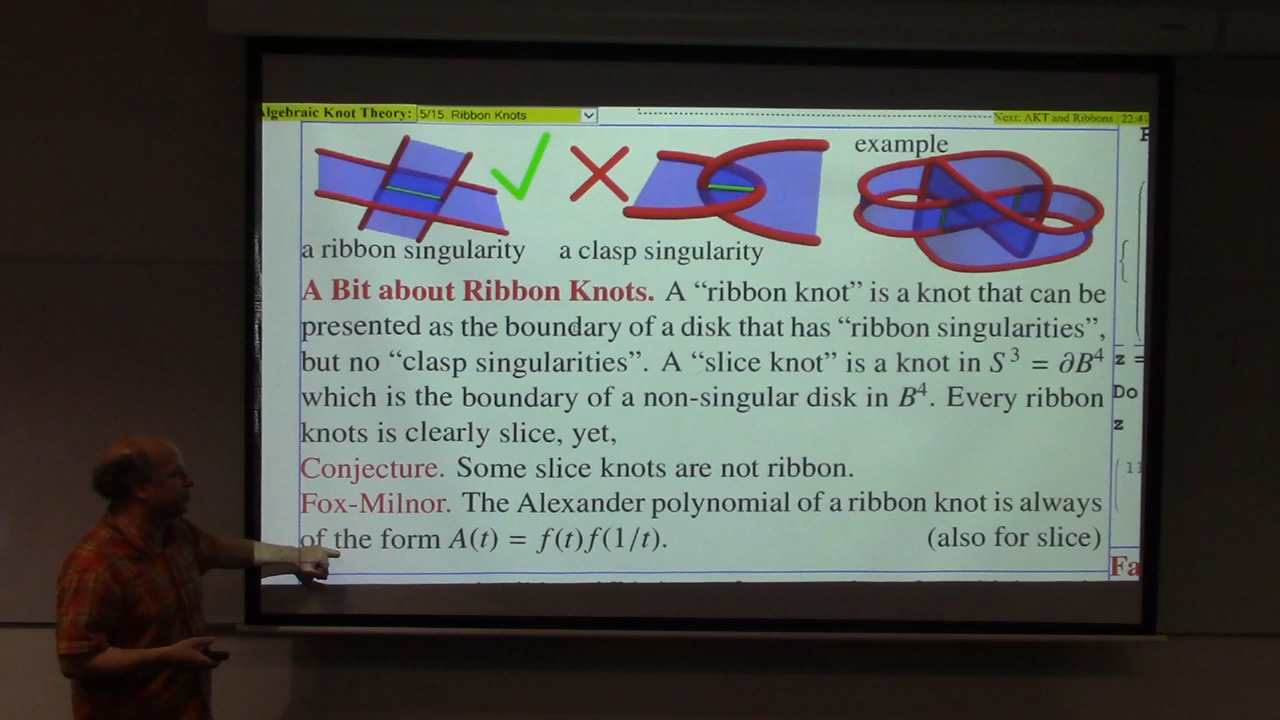 lgebraic Knot Theory: 5/15. Ribbon Knots Next: AKT and Ribbons
example
a ribbon singularity a clasp singularity
A Bit about Ribbon Knots. A “ribbon knot” is a knot that can be
presented as the boundary of a disk that has “ribbon singularities”,
but no “clasp singularities”. A “slice knot” is a knot in S³ = ∂B⁴
which is the boundary of a non-singular disk in B⁴. Every ribbon
knots is clearly slice, yet,
Conjecture. Some slice knots are not ribbon.
Fox-Milnor. The Alexander polynomial of a ribbon knot is always
of the form A(t) = f(t)f(1/t). (also for slice)
z =
Do
z
Fa